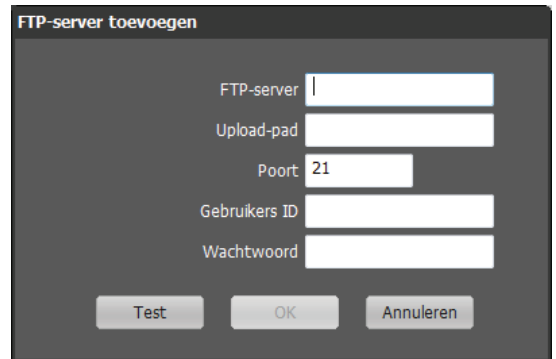 FTP-server toevoegen
FTP-server
Upload-pad
Poort 21
Gebruikers ID
Wachtwoord
Test OK Annuleren